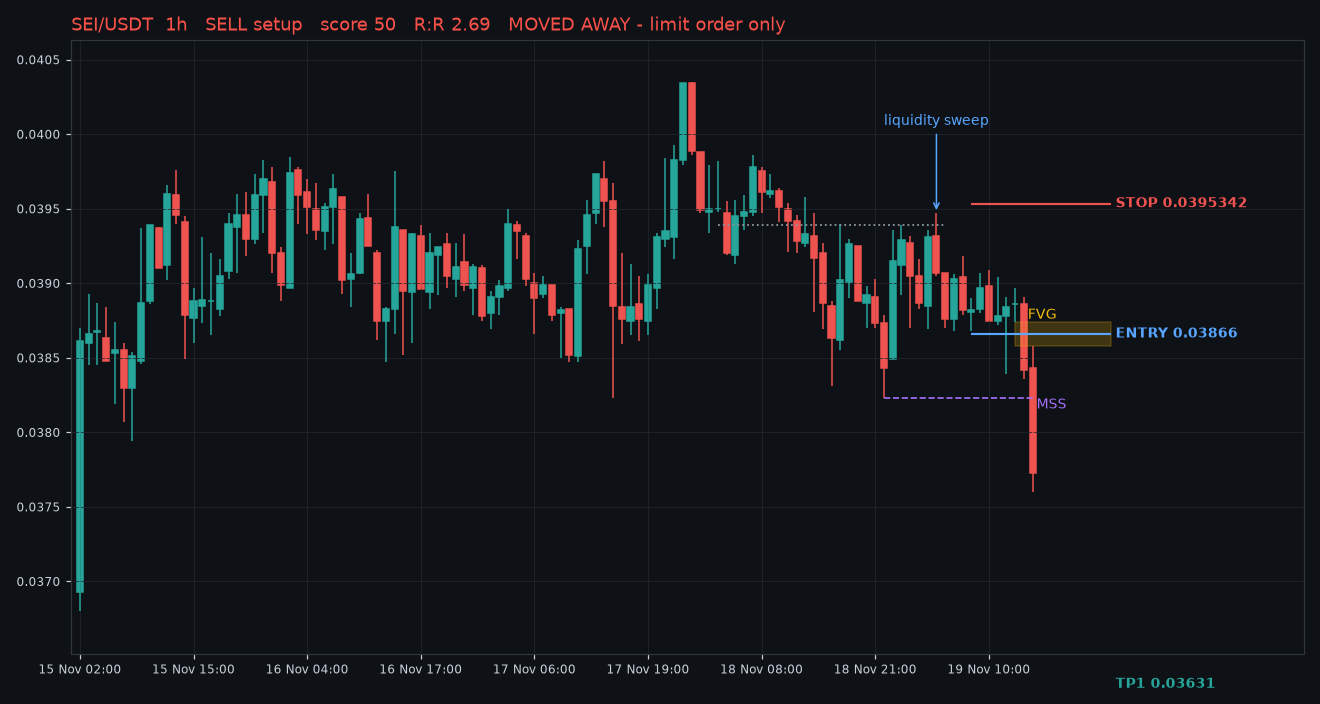 SEI/USDT 1h SELL setup score 50 R:R 2.69 MOVED AWAY - limit order only
0.0405
0.0400
0.0395
0.0390
0.0385
0.0380
0.0375
0.0370
liquidity sweep
STOP 0.0395342
FVG
ENTRY 0.03866
MSS
15 Nov 02:00
15 Nov 15:00
16 Nov 04:00
16 Nov 17:00
17 Nov 06:00
17 Nov 19:00
18 Nov 08:00
18 Nov 21:00
19 Nov 10:00
TP1 0.03631